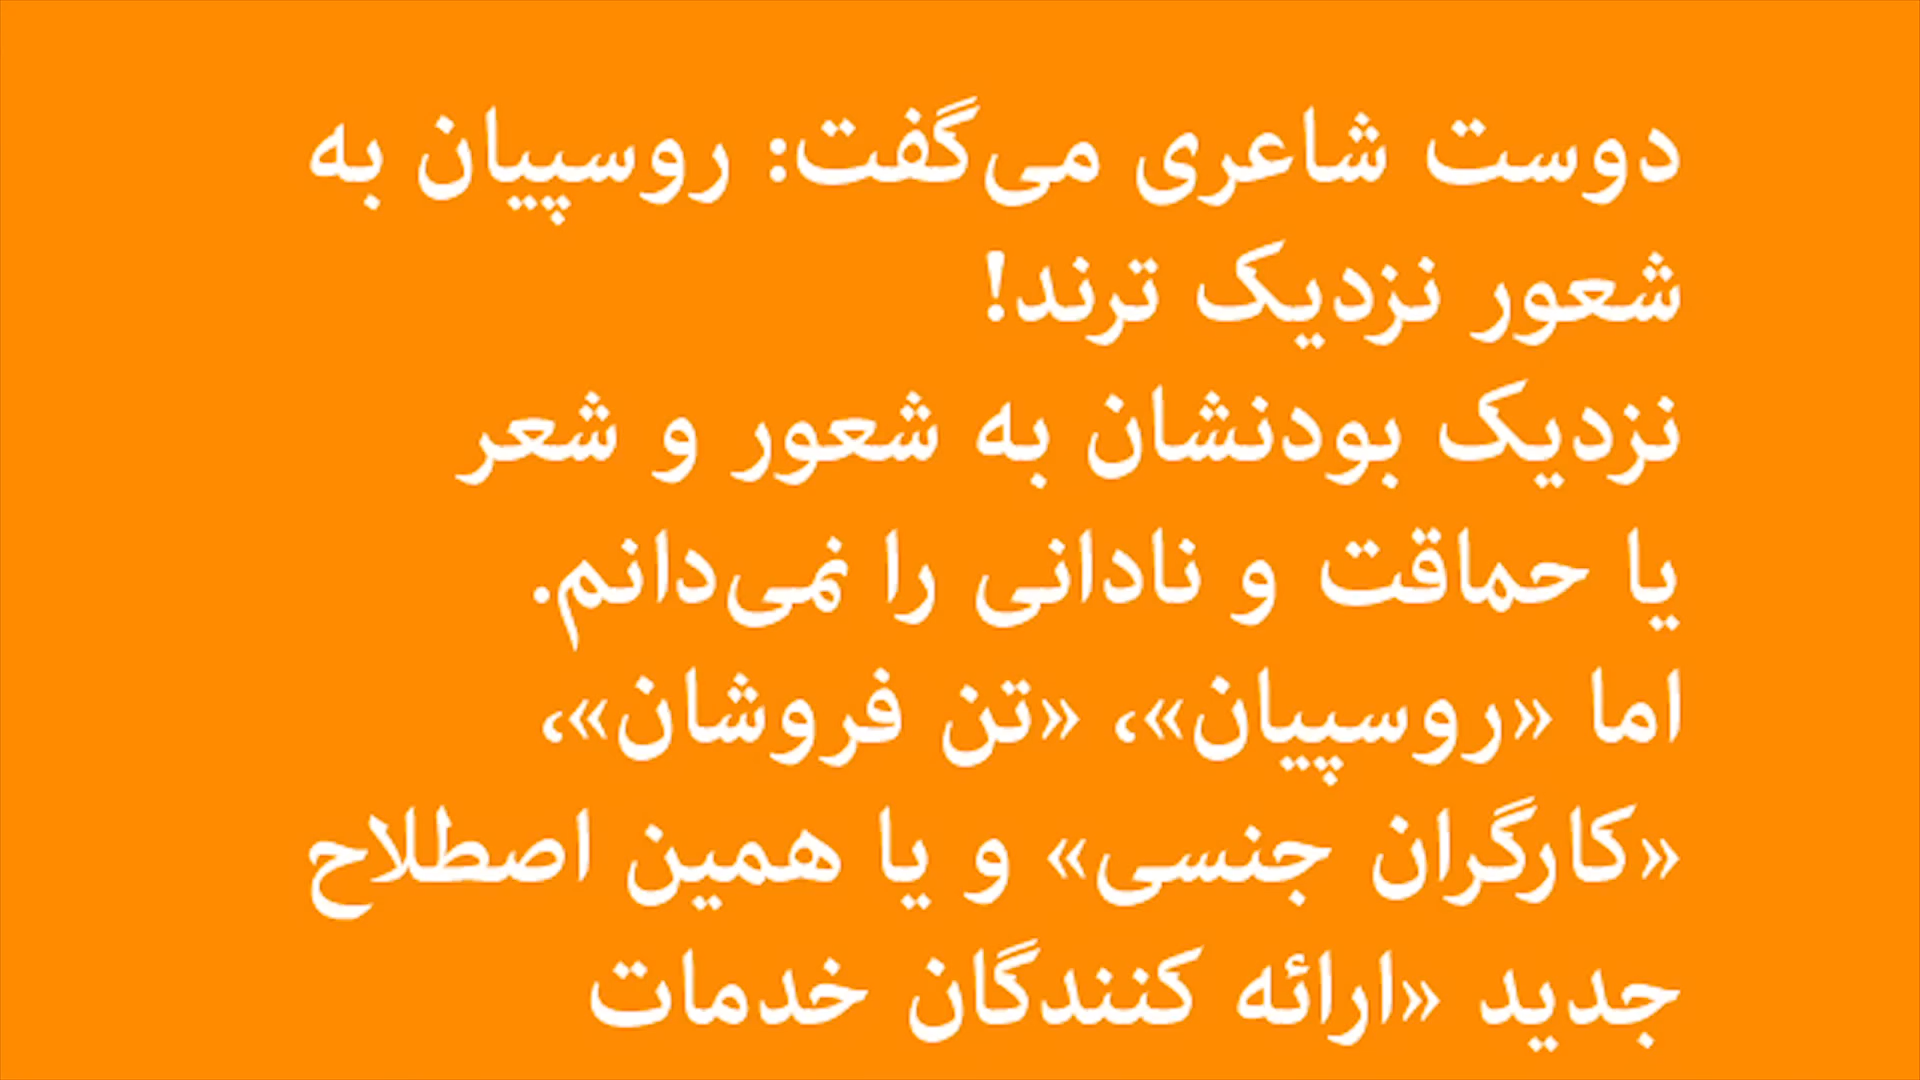 دوست شاعری می‌گفت: روسپیان به
شعور نزدیک ترند!
نزدیک بودنشان به شعور و شعر
یا حماقت و نادانی را نمی‌دانم.
اما «روسپیان»، «تن فروشان»،
«کارگران جنسی» و یا همین اصطلاح
جدید «ارائه کنندگان خدمات